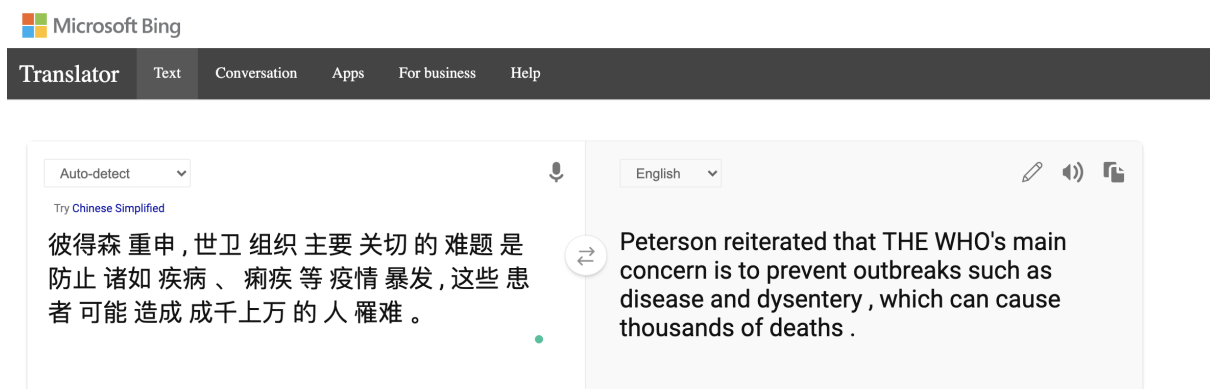 Microsoft Bing
Translator Text Conversation Apps For business Help
Auto-detect
English
Try Chinese Simplified
彼得森 重申 , 世卫 组织 主要 关切 的 难题 是
防止 诸如 疾病 、 痢疾 等 疫情 暴发 , 这些 患
者 可能 造成 成千上万 的 人 罹难 。
Peterson reiterated that THE WHO's main
concern is to prevent outbreaks such as
disease and dysentery , which can cause
thousands of deaths .